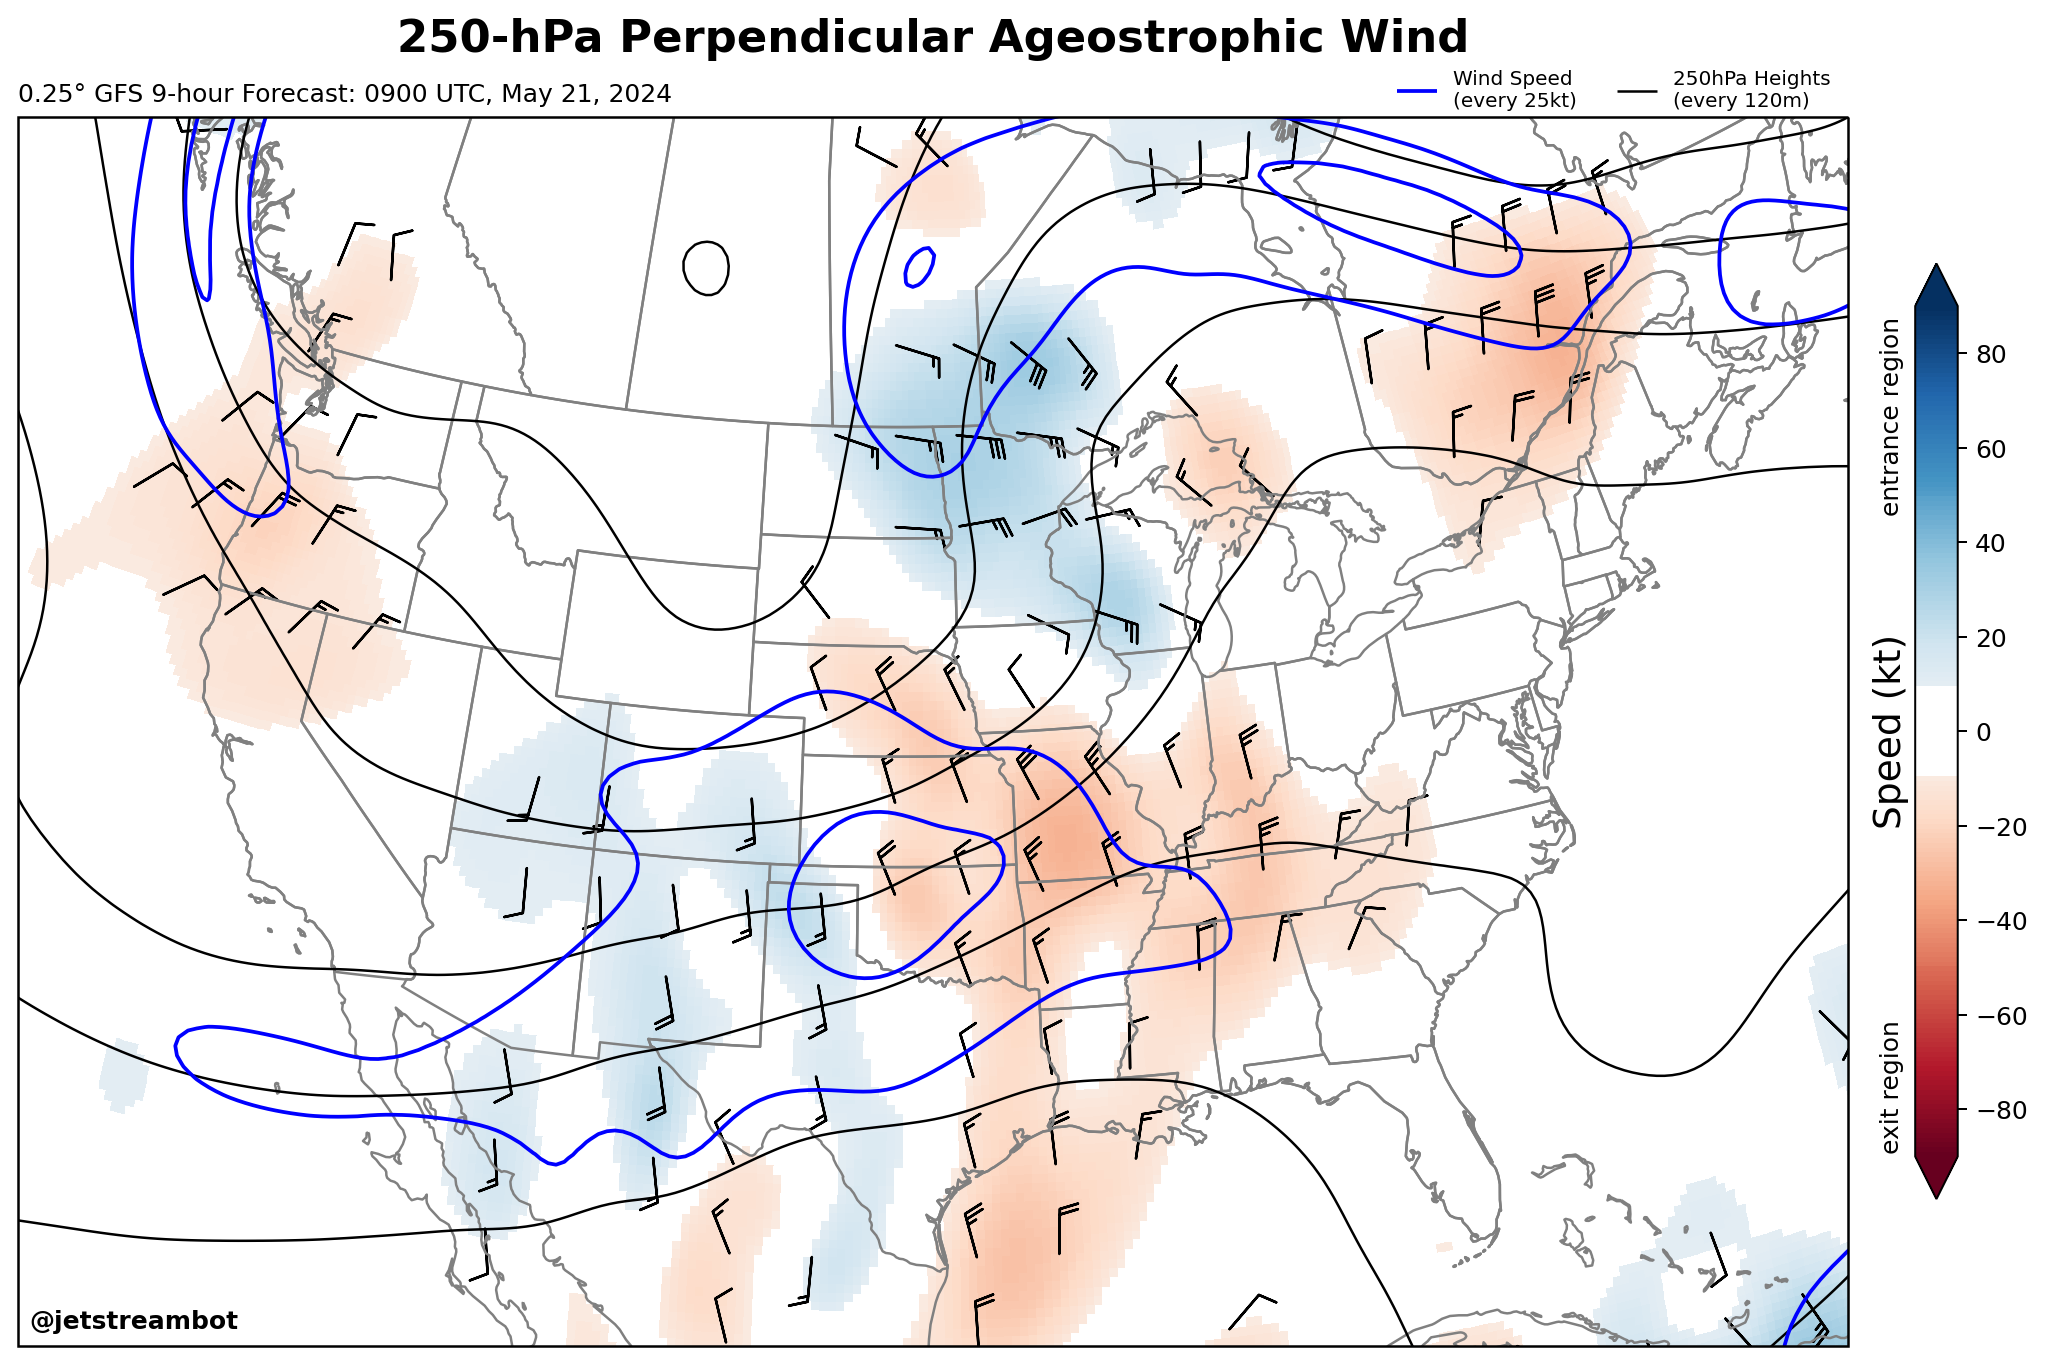 250-hPa Perpendicular Ageostrophic Wind
0.25° GFS 9-hour Forecast: 0900 UTC, May 21, 2024
Wind Speed
(every 25kt)
250hPa Heights
(every 120m)
entrance region
exit region
Speed (kt)
80
60
40
20
0
−20
−40
−60
−80
@jetstreambot